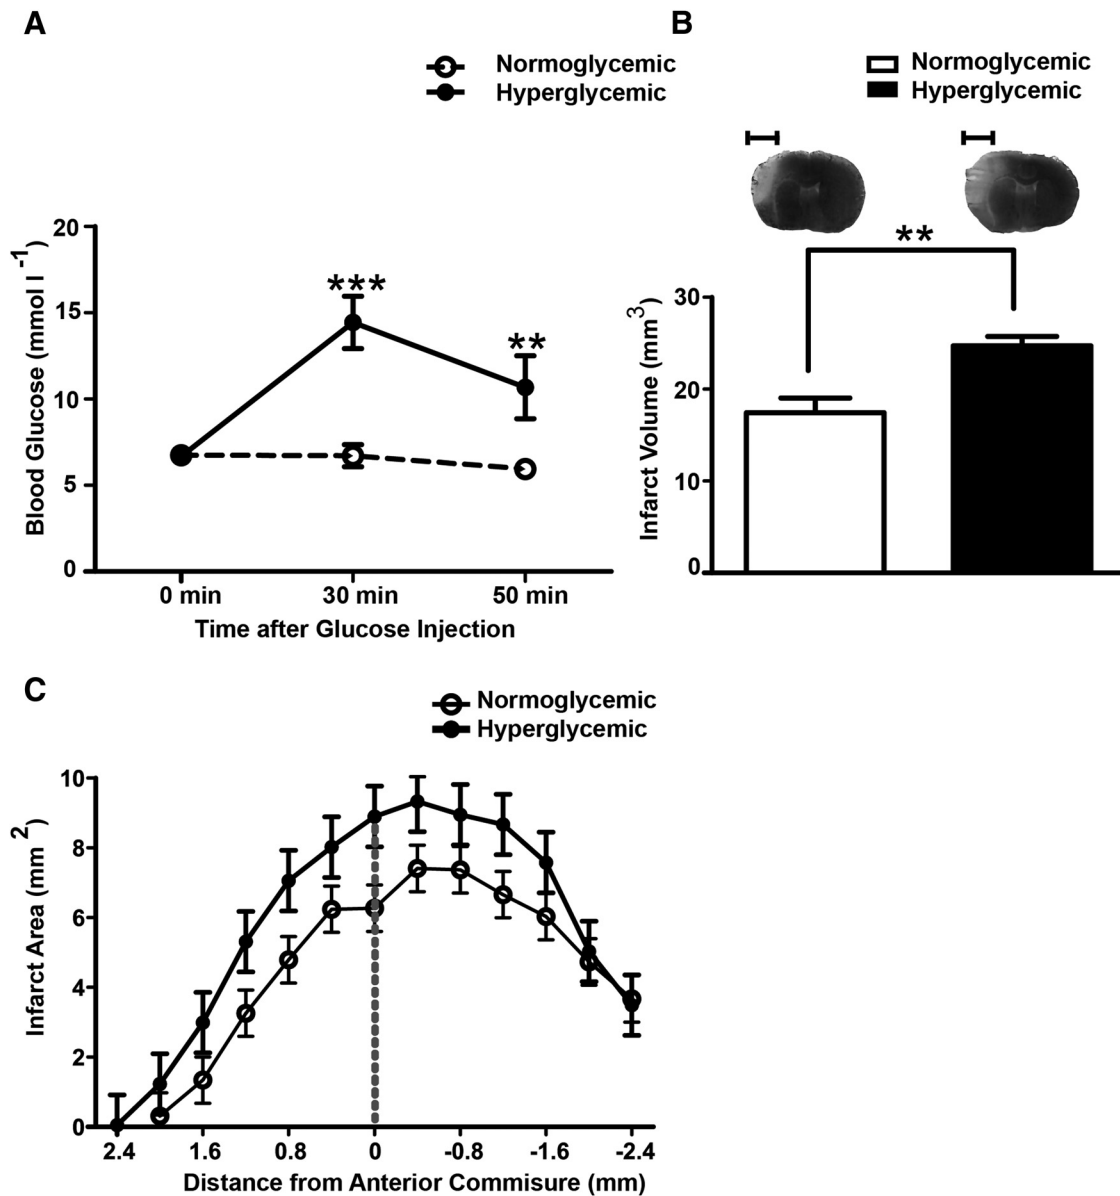 A
Normoglycemic
Hyperglycemic
20
15
10
5
0
Blood Glucose (mmol l -1)
***
**
0 min
30 min
50 min
Time after Glucose Injection
B
Normoglycemic
Hyperglycemic
**
30
20
10
0
Infarct Volume (mm3)
C
Normoglycemic
Hyperglycemic
10
8
6
4
2
0
Infarct Area (mm 2)
2.4
1.6
0.8
0
-0.8
-1.6
-2.4
Distance from Anterior Commisure (mm)